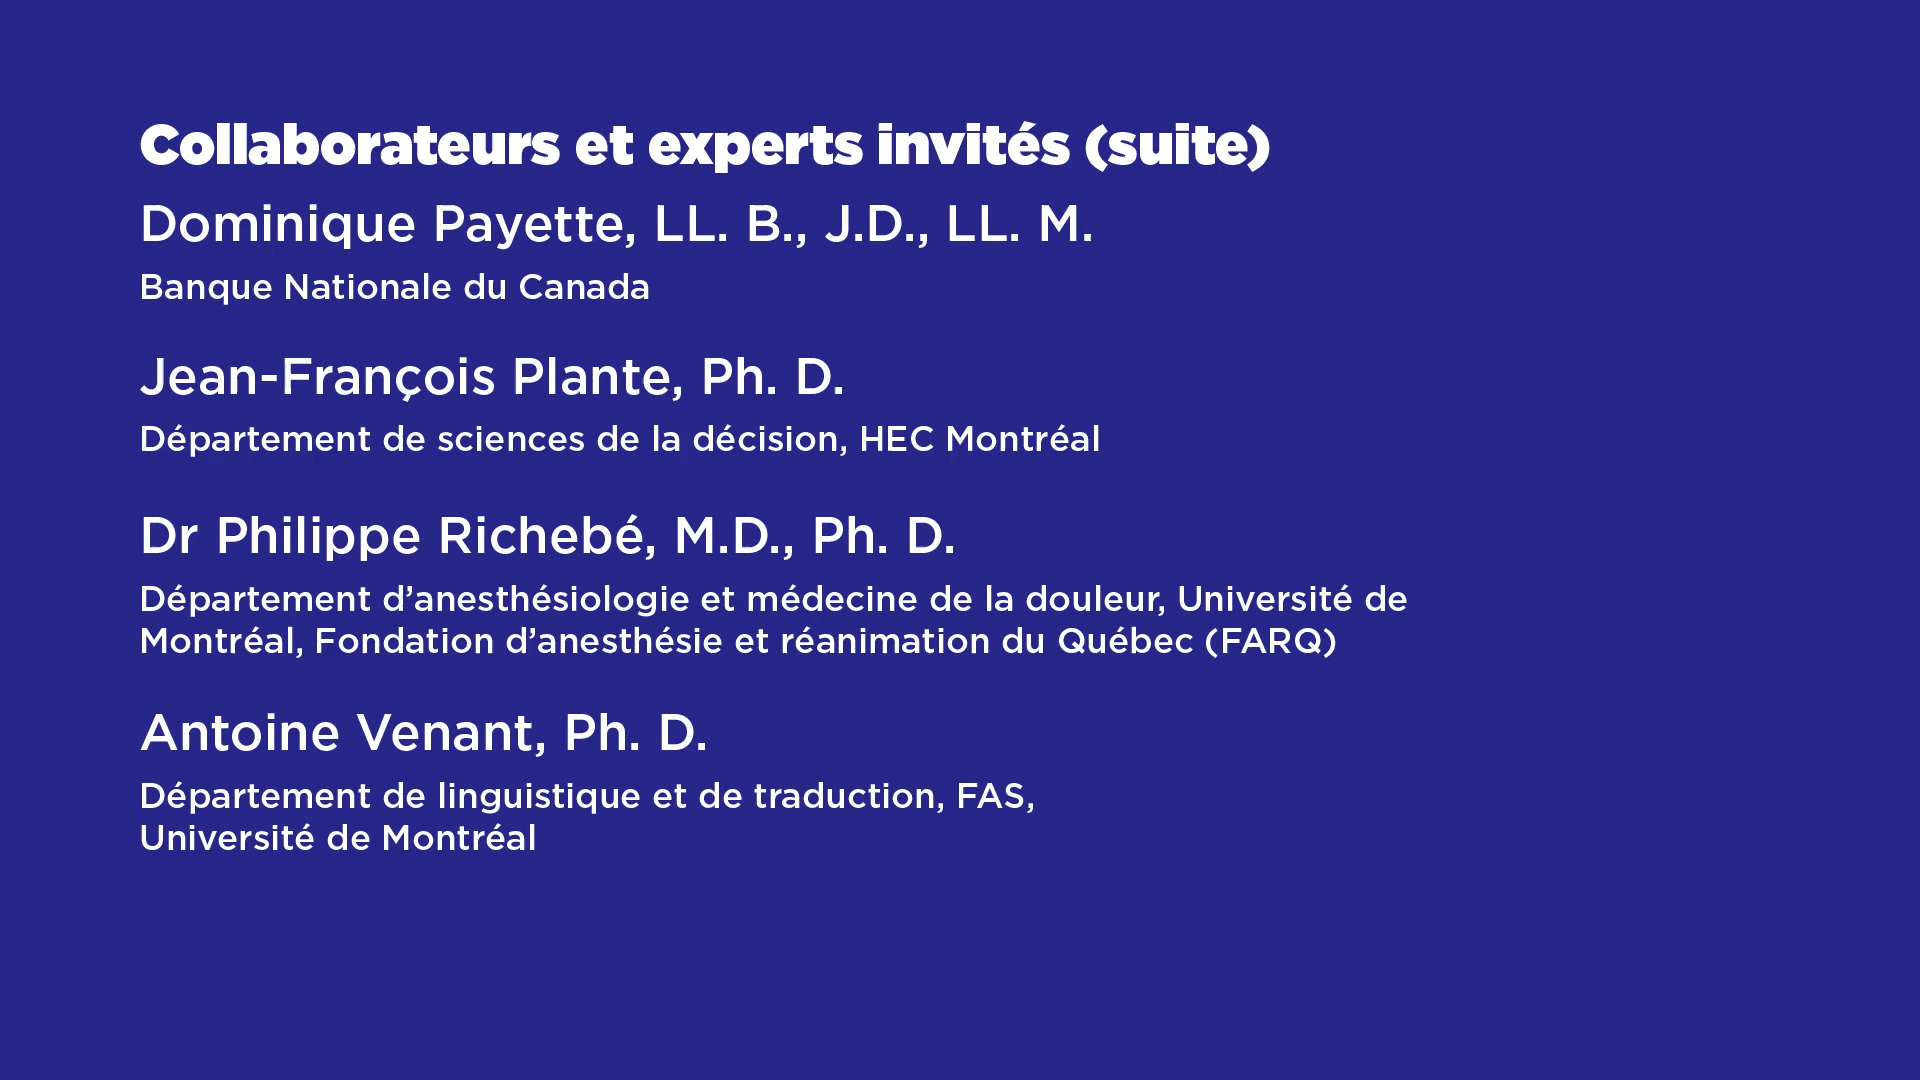 Collaborateurs et experts invités (suite)
Dominique Payette, LL. B., J.D., LL. M.
Banque Nationale du Canada
Jean-François Plante, Ph. D.
Département de sciences de la décision, HEC Montréal
Dr Philippe Richebé, M.D., Ph. D.
Département d’anesthésiologie et médecine de la douleur, Université de
Montréal, Fondation d’anesthésie et réanimation du Québec (FARQ)
Antoine Venant, Ph. D.
Département de linguistique et de traduction, FAS,
Université de Montréal